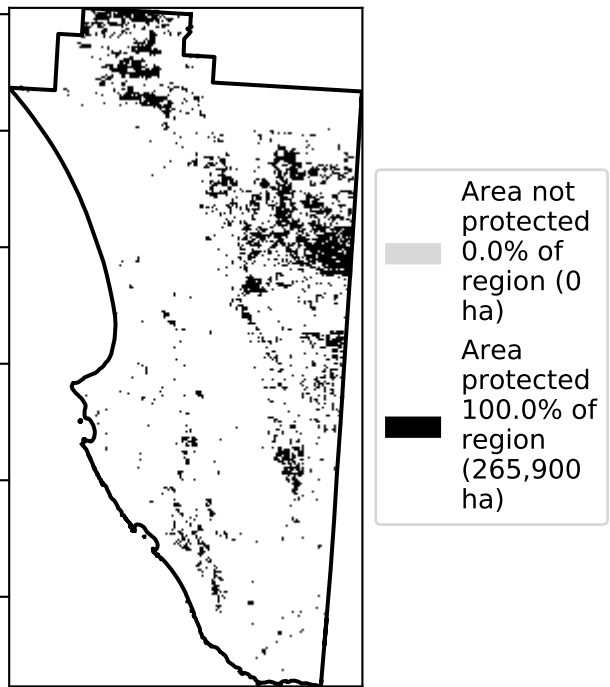 Area not
protected
0.0% of
region (0
ha)
Area
protected
100.0% of
region
(265,900
ha)